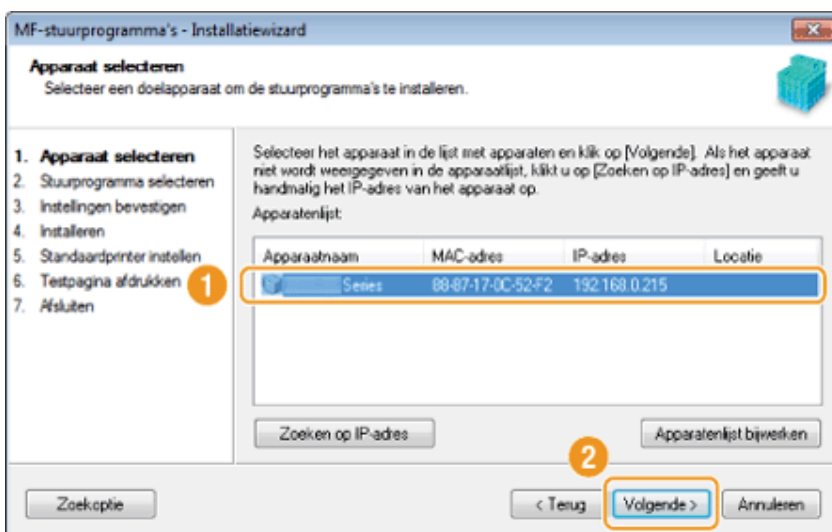 MF-stuurprogramma's - Installatiewizard
Apparaat selecteren
Selecteer een doelapparaat om de stuurprogramma's te installeren.
1. Apparaat selecteren
2. Stuurprogramma selecteren
3. Instellingen bevestigen
4. Installeren
5. Standaardprinter instellen
6. Testpagina afdrukken
7. Afsluiten
Selecteer het apparaat in de lijst met apparaten en klik op [Volgende]. Als het apparaat
niet wordt weergegeven in de apparaatlijst, klikt u op [Zoeken op IP-adres] en geeft u
handmatig het IP-adres van het apparaat op.
Apparatenlijst:
Apparaatnaam MAC-adres IP-adres Locatie
1
Series 88-87-17-0C-52-F2 192.168.0.215
Zoeken op IP-adres Apparatenlijst bijwerken
2
Zoekoptie < Terug Volgende > Annuleren